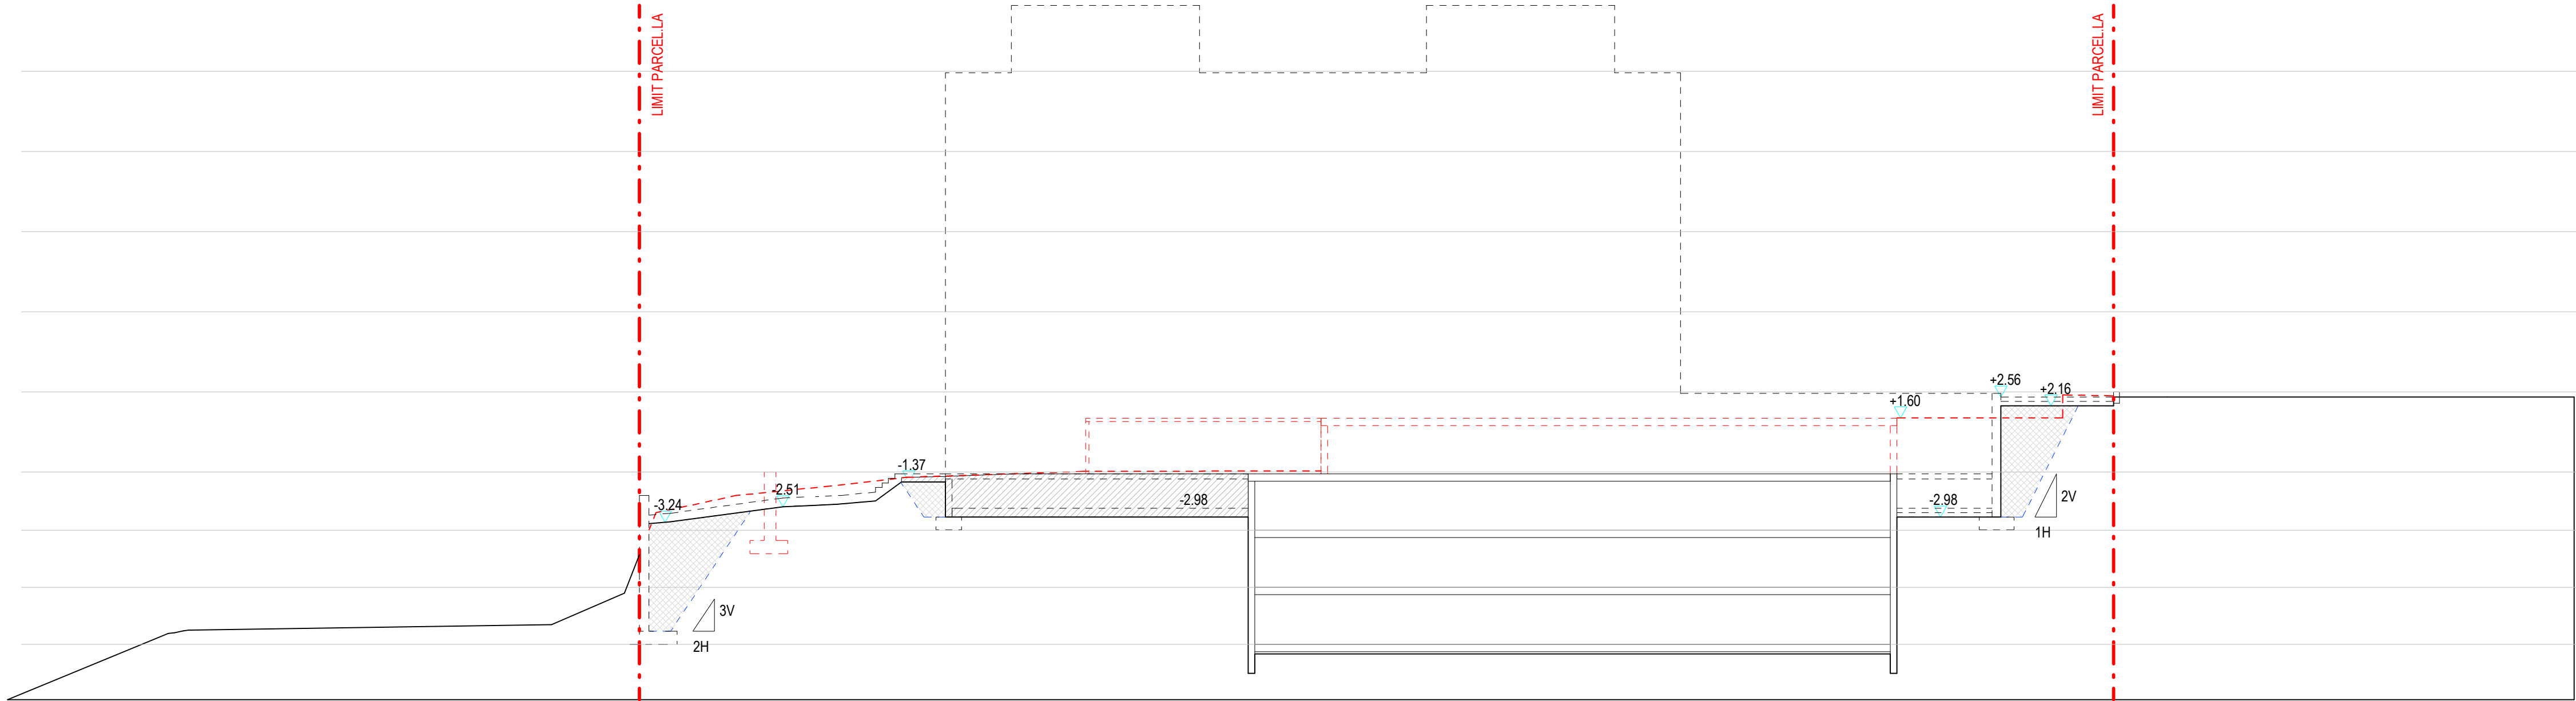 LIMIT PARCEL.LA
LIMIT PARCEL.LA
+2.56
+2.16
+1.60
-1.37
-2.51
-3.24
-2.98
-2.98
2V
1H
3V
2H